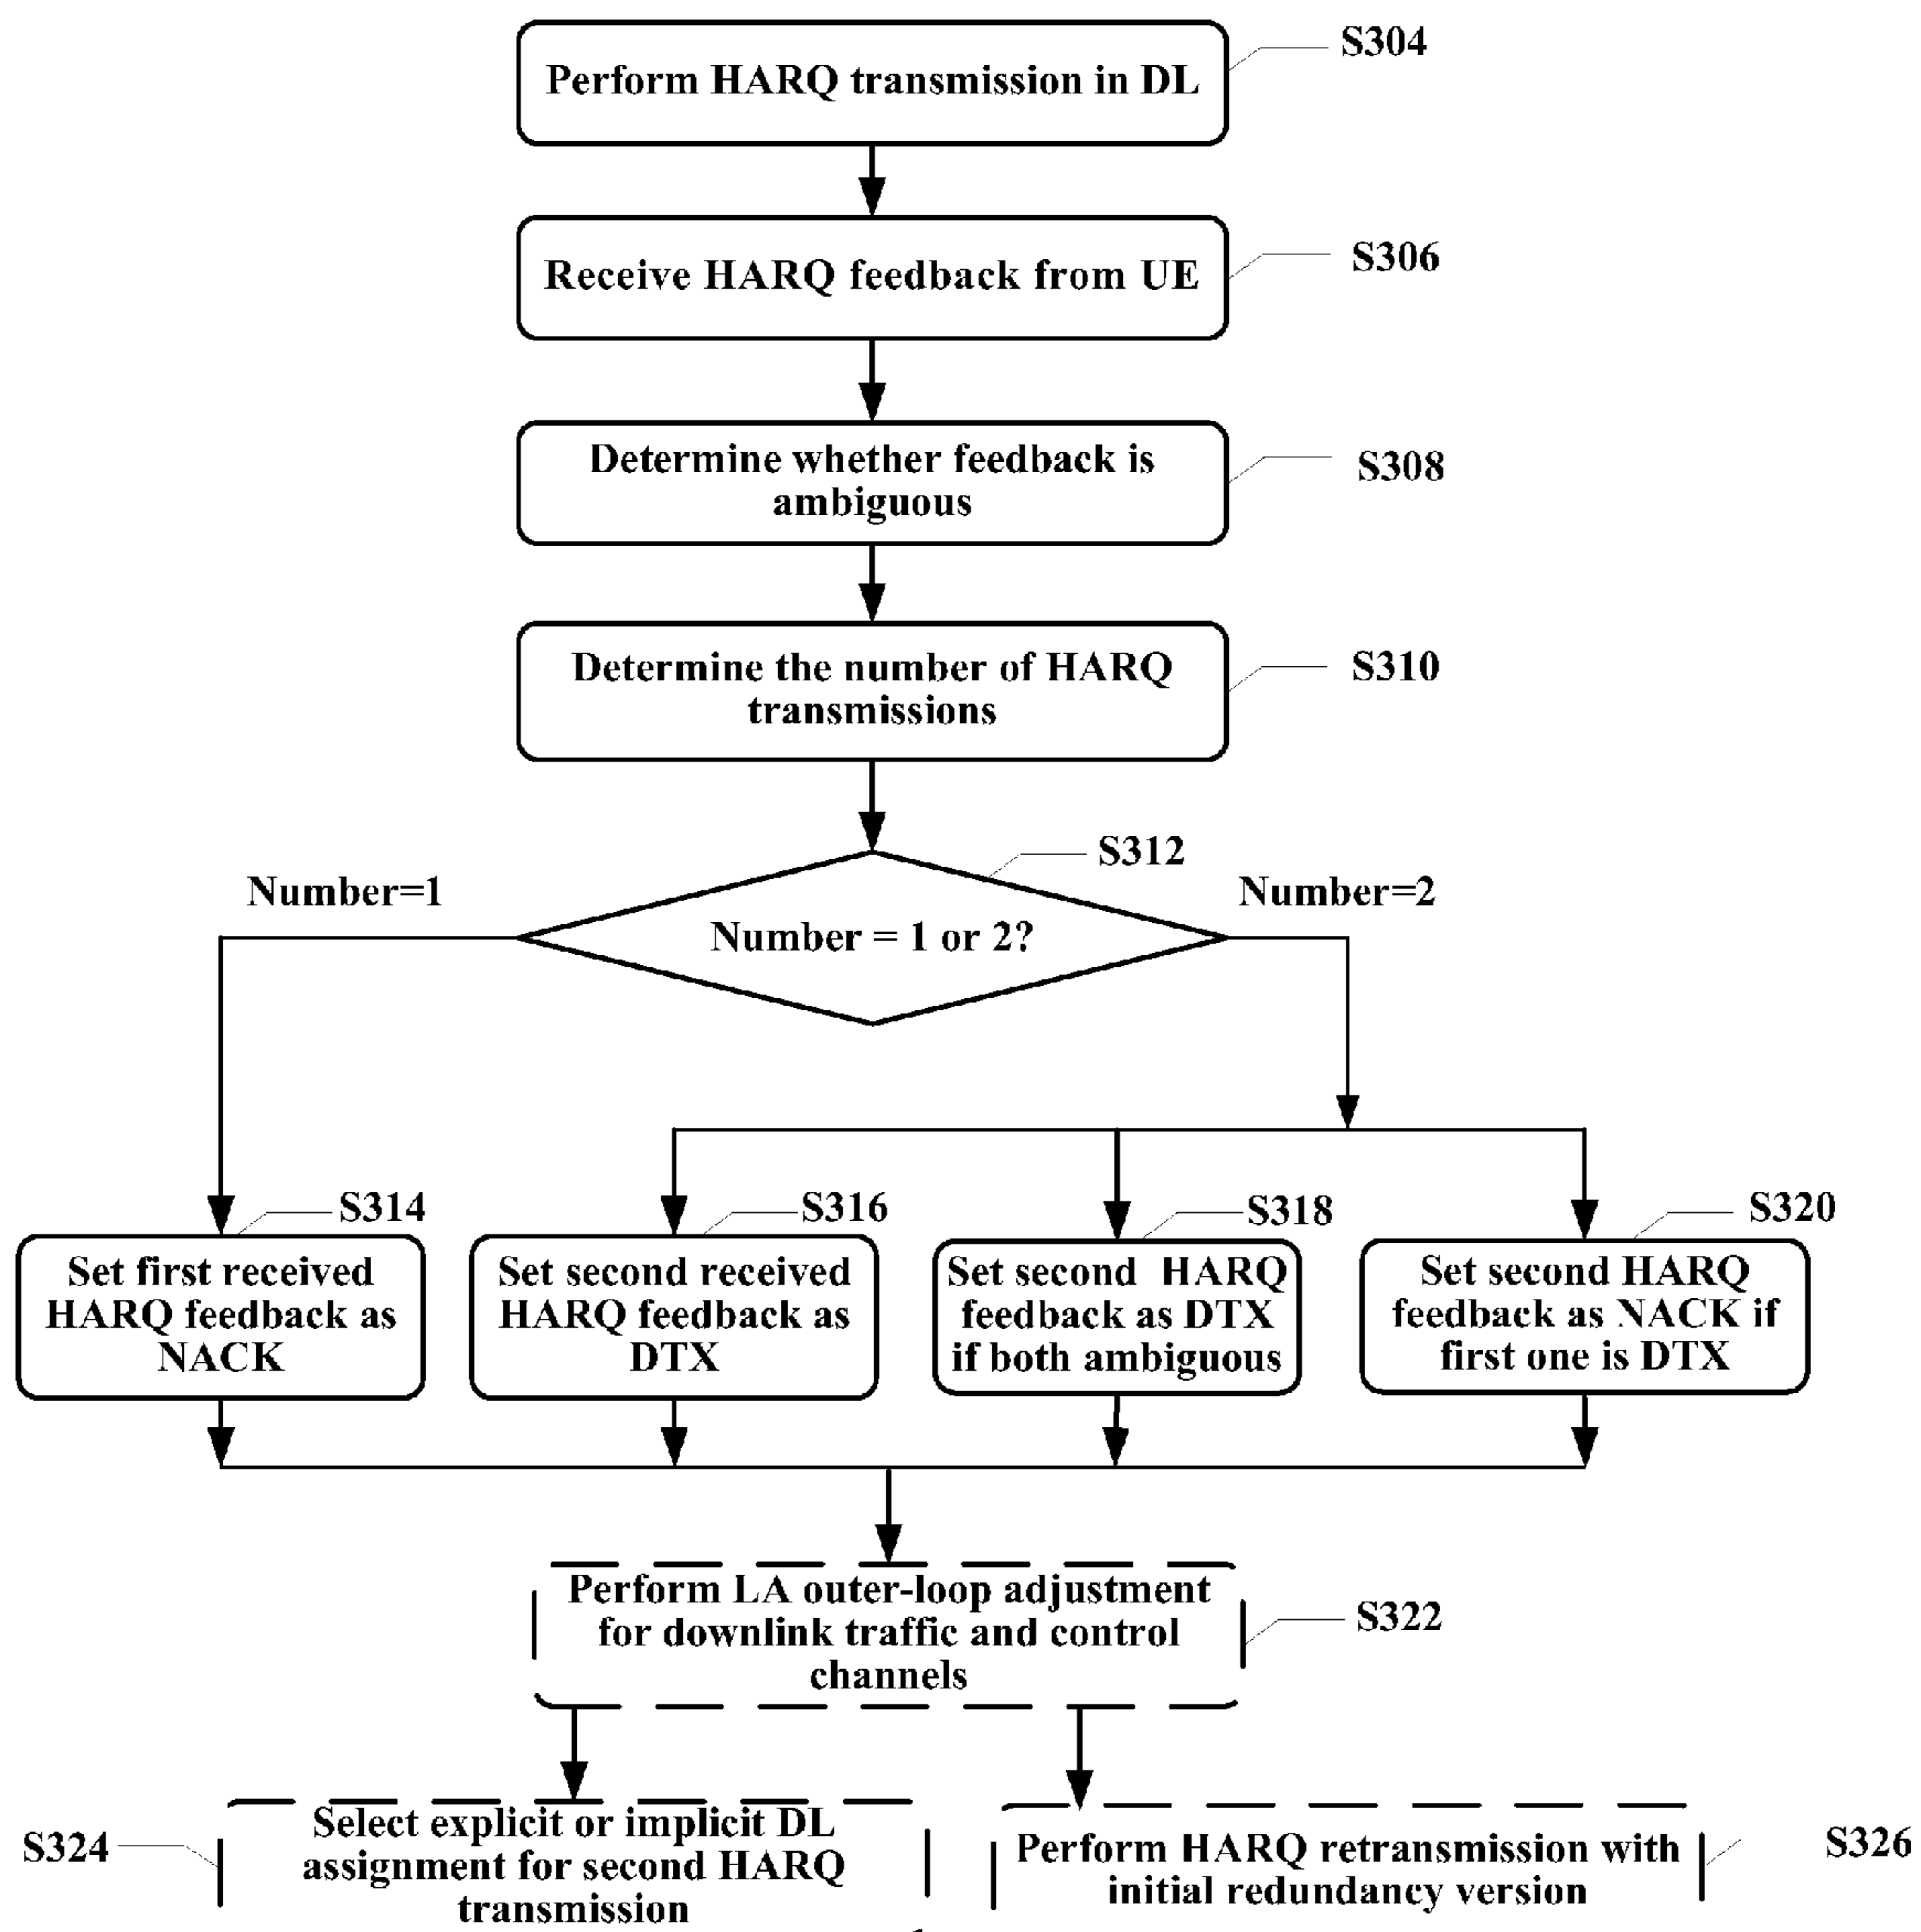 S304
Perform HARQ transmission in DL
S306
Receive HARQ feedback from UE
S308
Determine whether feedback is
ambiguous
S310
Determine the number of HARQ
transmissions
S312
Number=1
Number=2
Number = 1 or 2?
S314
Set first received
HARQ feedback as
NACK
S316
Set second received
HARQ feedback as
DTX
S318
Set second HARQ
feedback as DTX
if both ambiguous
S320
Set second HARQ
feedback as NACK if
first one is DTX
Perform LA outer-loop adjustment
for downlink traffic and control
channels
S322
S324
Select explicit or implicit DL
assignment for second HARQ
transmission
Perform HARQ retransmission with
initial redundancy version
S326